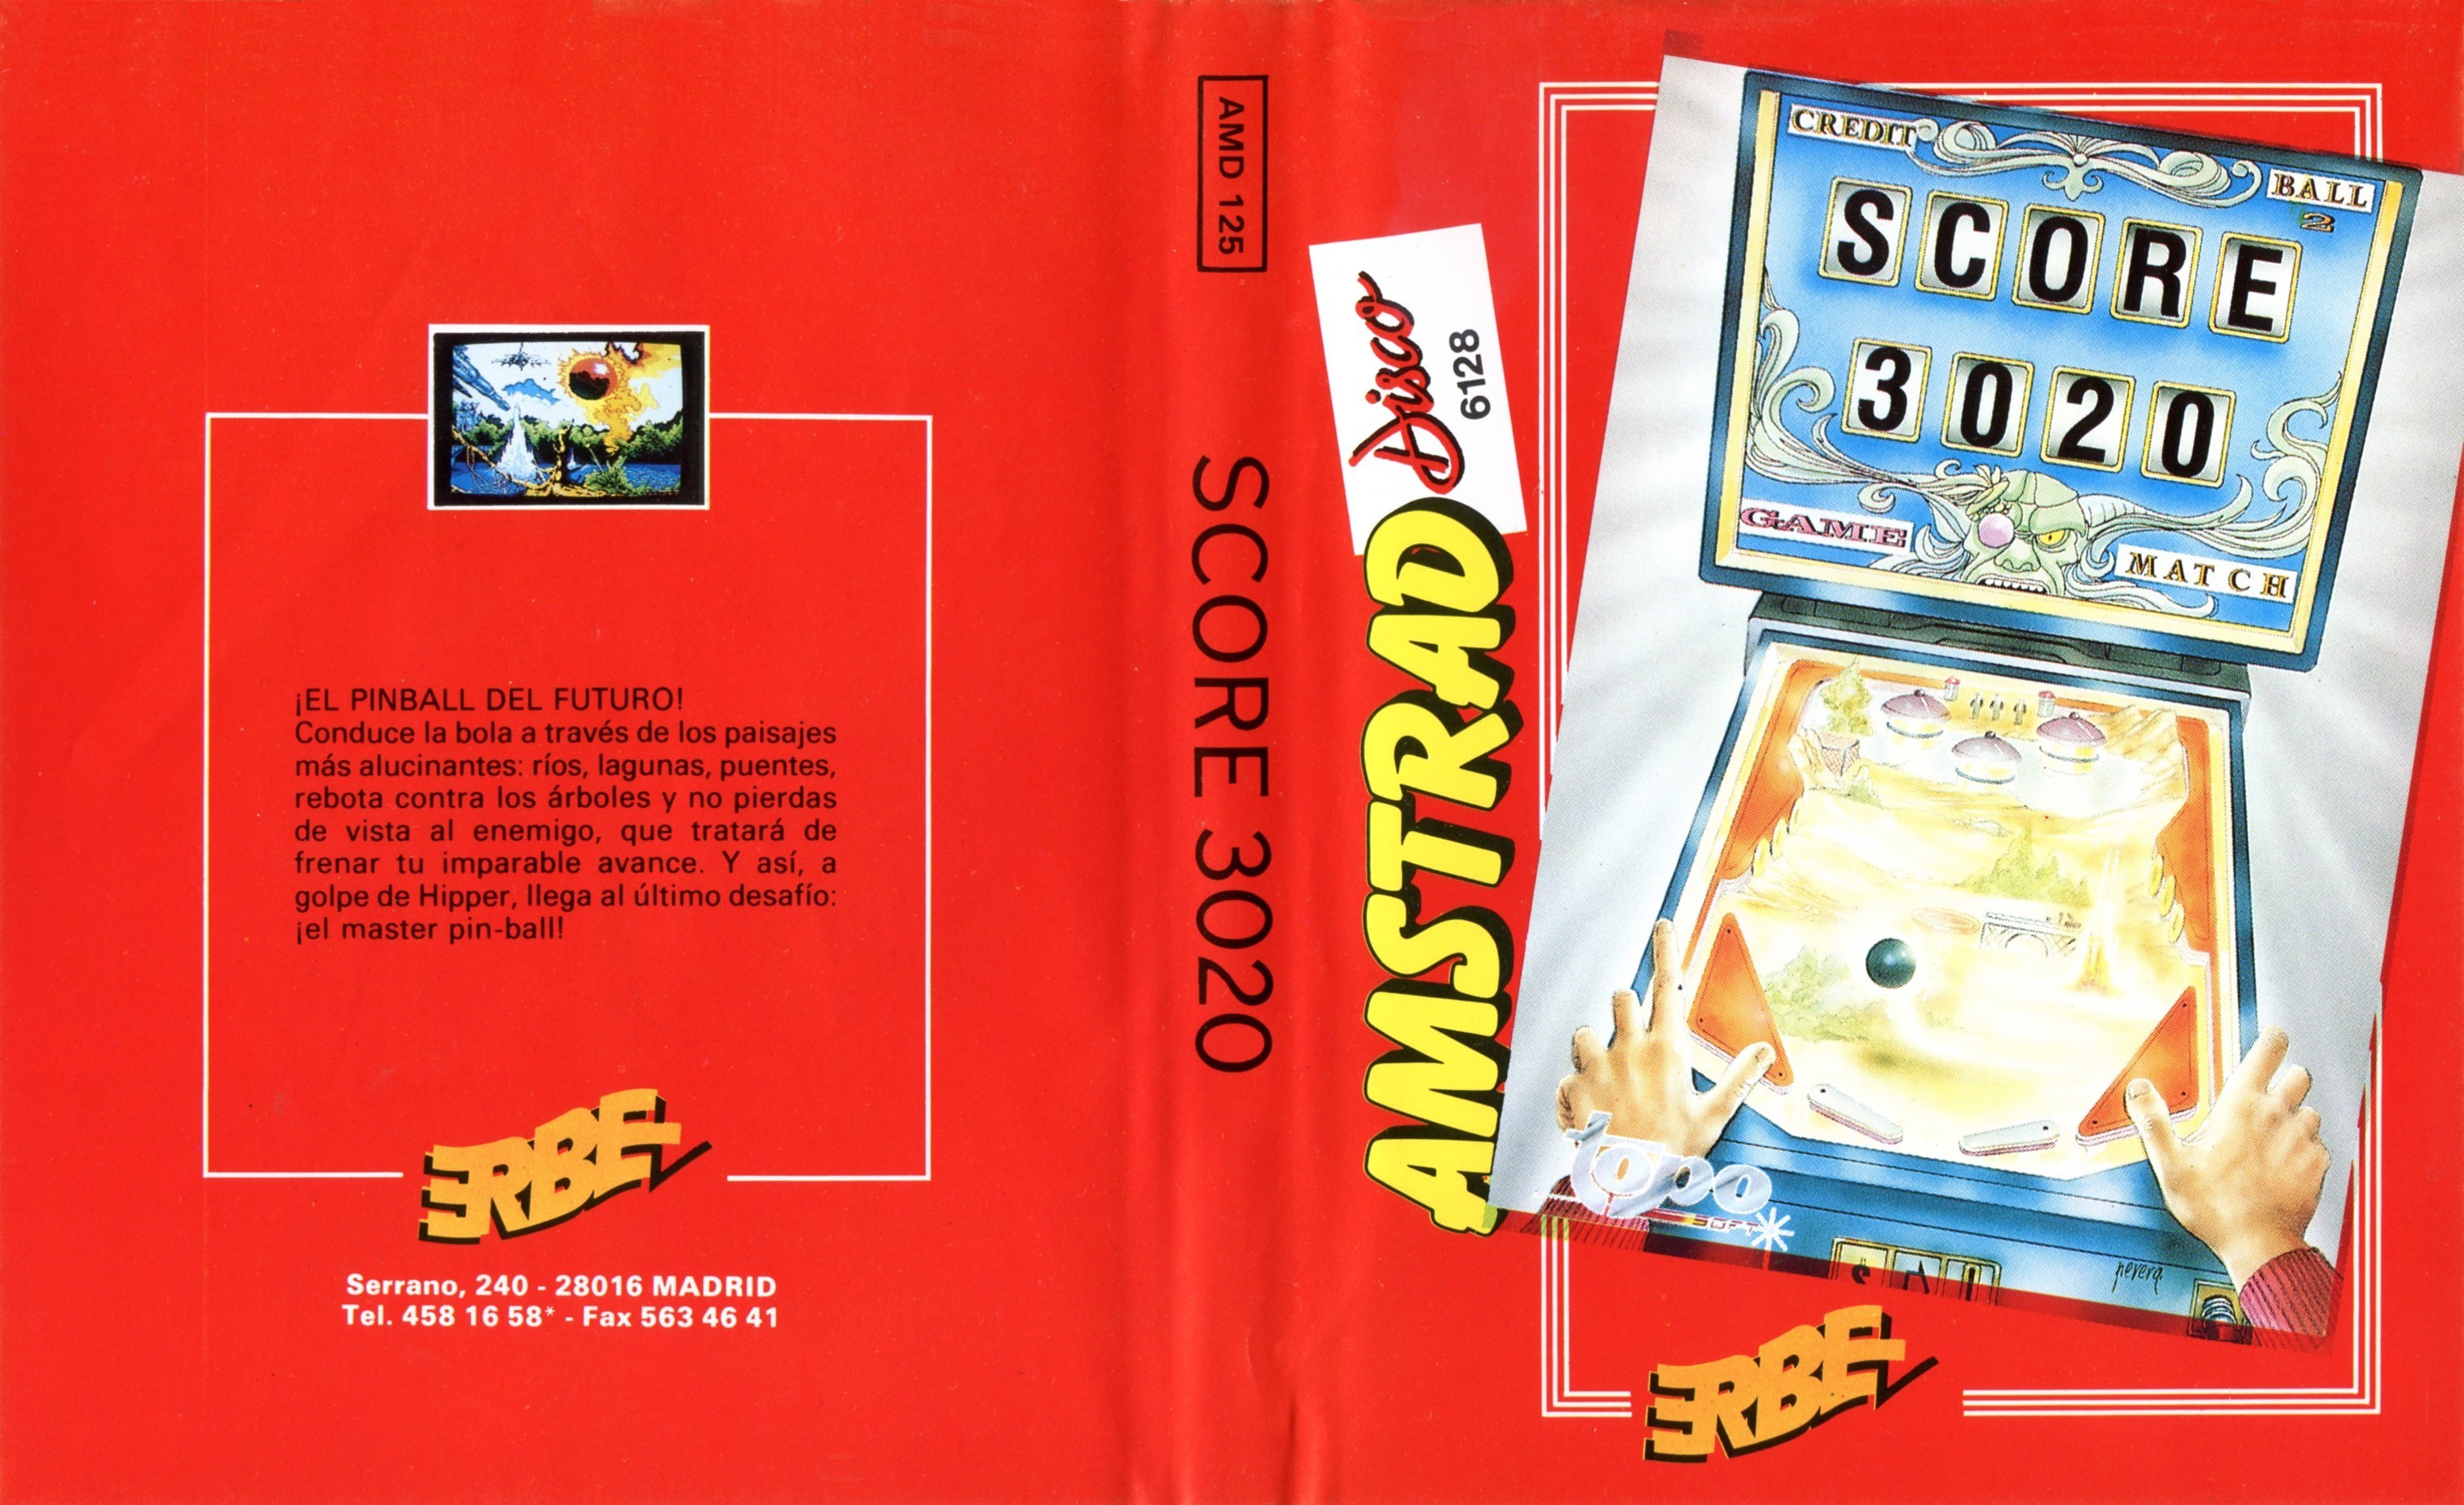 ¡EL PINBALL DEL FUTURO!
Conduce la bola a través de los paisajes
más alucinantes: ríos, lagunas, puentes,
rebota contra los árboles y no pierdas
de vista al enemigo, que tratará de
frenar tu imparable avance. Y así, a
golpe de Hipper, llega al último desafío:
¡el master pin-ball!
ERBE
Serrano, 240 - 28016 MADRID
Tel. 458 16 58* - Fax 563 46 41
AMD 125
SCORE 3020
AMSTRAD
Disco
6128
CREDIT
BALL
2
SCORE
3020
GAME
MATCH
topo
SOFT
nevera
ERBE